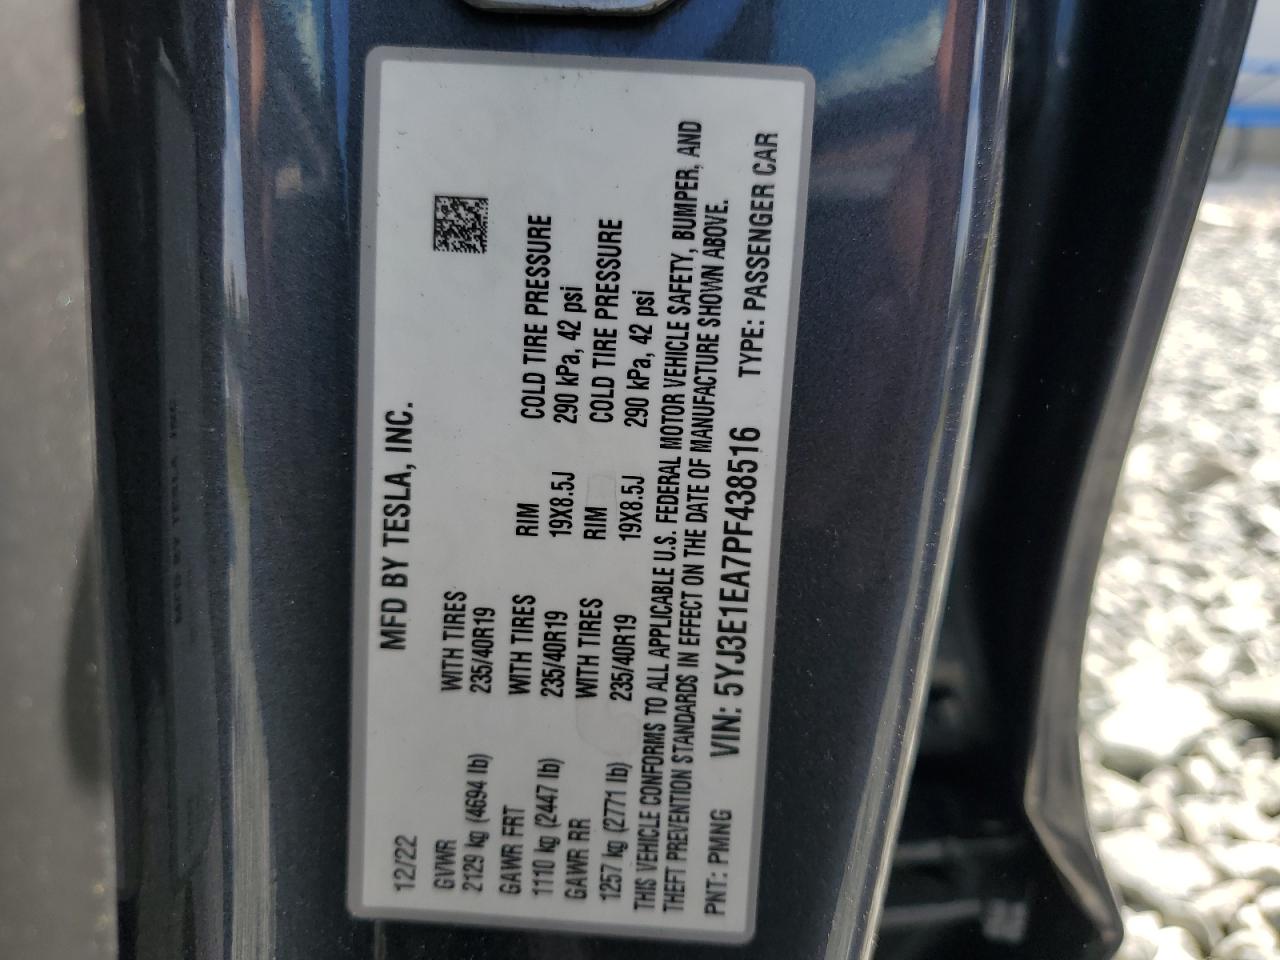 MFD BY TESLA, INC.
12/22
GVWR WITH TIRES
2129 kg (4694 lb) 235/40R19
GAWR FRT WITH TIRES RIM COLD TIRE PRESSURE
1110 kg (2447 lb) 235/40R19 19X8.5J 290 kPa, 42 psi
GAWR RR WITH TIRES RIM COLD TIRE PRESSURE
1257 kg (2771 lb) 235/40R19 19X8.5J 290 kPa, 42 psi
THIS VEHICLE CONFORMS TO ALL APPLICABLE U.S. FEDERAL MOTOR VEHICLE SAFETY, BUMPER, AND
THEFT PREVENTION STANDARDS IN EFFECT ON THE DATE OF MANUFACTURE SHOWN ABOVE.
PNT: PMNG VIN: 5YJ3E1EA7PF438516 TYPE: PASSENGER CAR